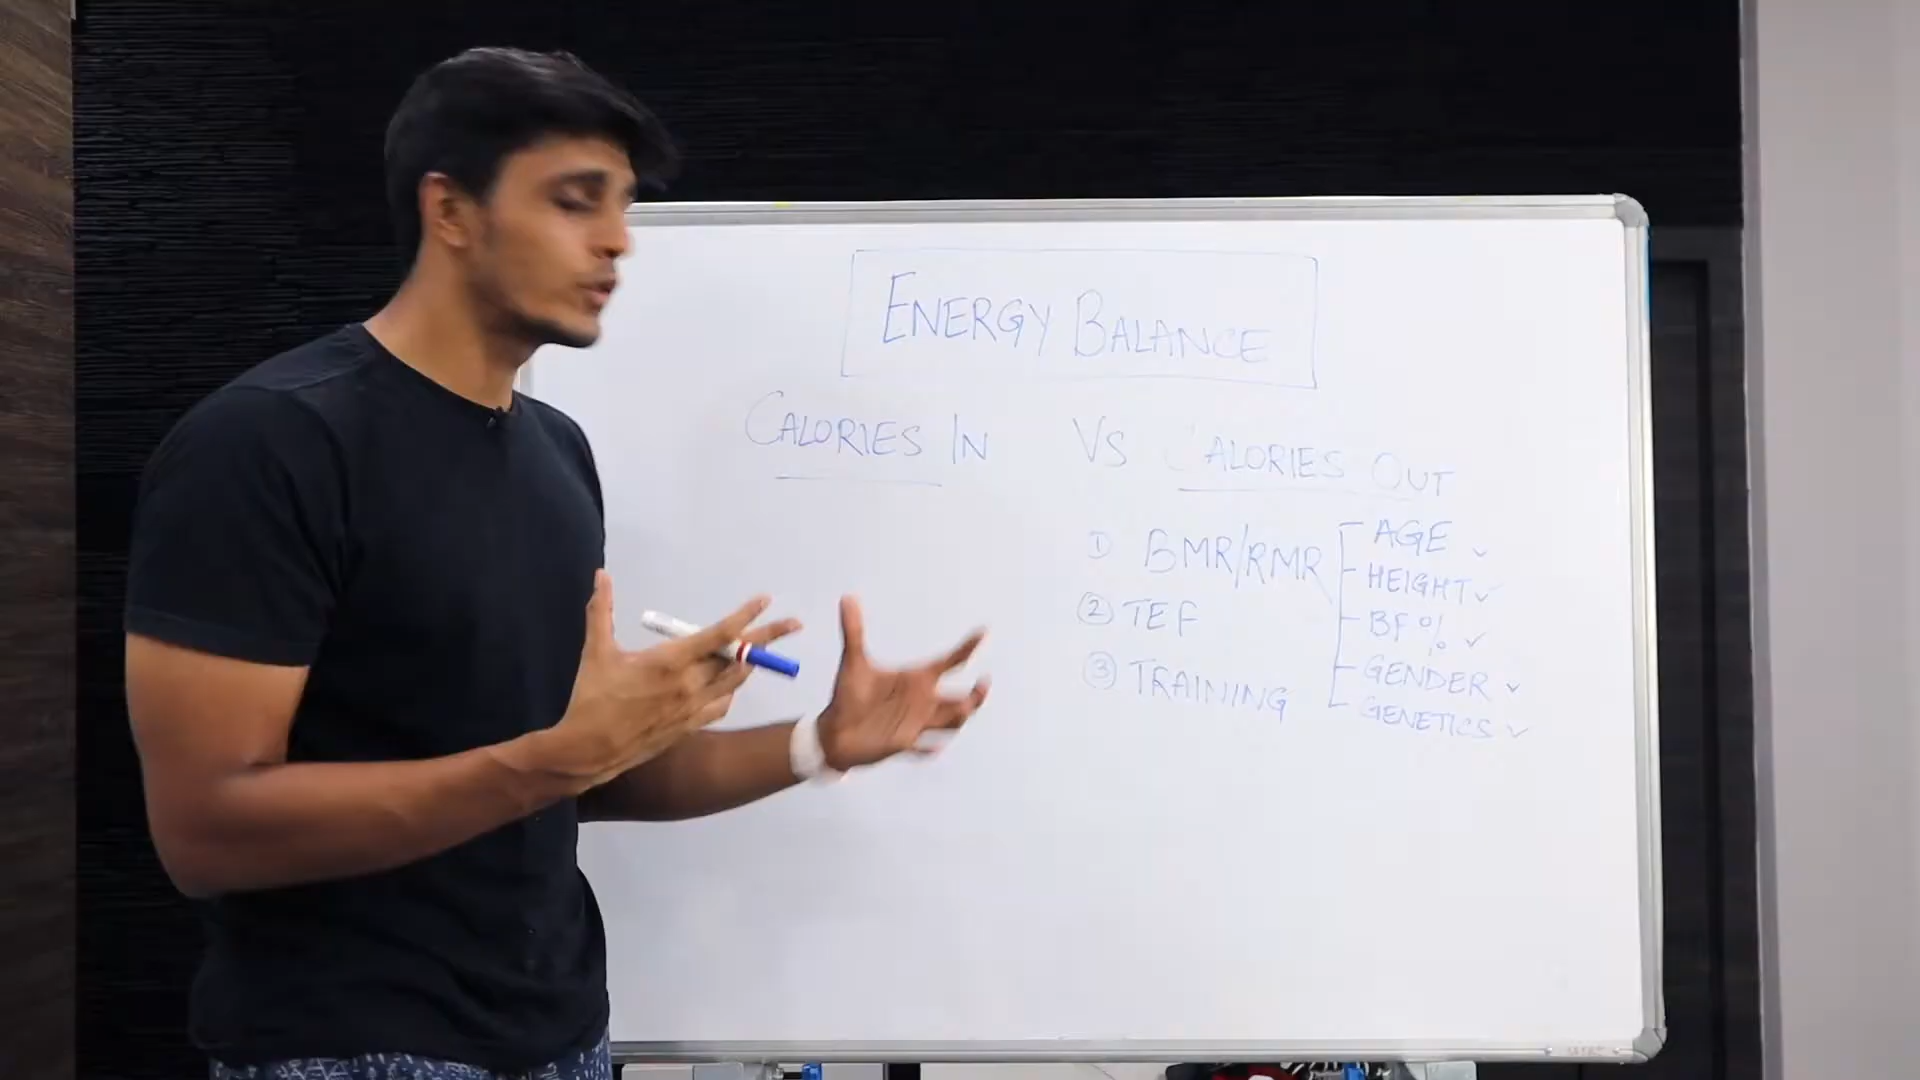 ENERGY BALANCE
CALORIES IN VS CALORIES OUT
① BMR/RMR
AGE ✓
HEIGHT ✓
BF % ✓
GENDER ✓
GENETICS ✓
② TEF
③ TRAINING